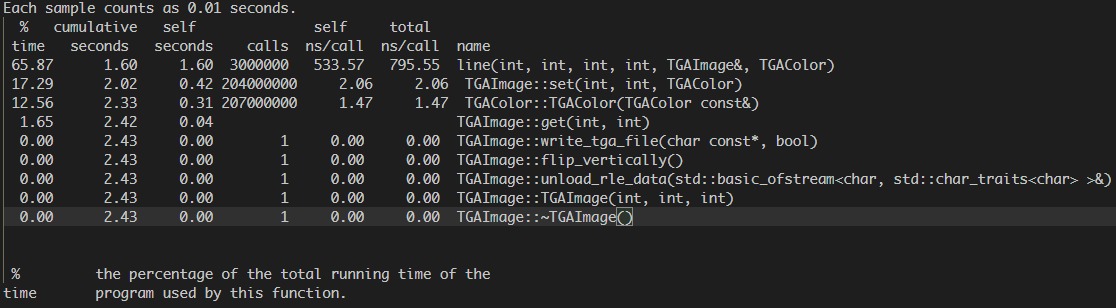 Each sample counts as 0.01 seconds.
  %   cumulative   self              self     total
 time   seconds   seconds    calls  ns/call  ns/call  name
65.87      1.60     1.60  3000000   533.57   795.55  line(int, int, int, int, TGAImage&, TGAColor)
17.29      2.02     0.42 204000000     2.06     2.06  TGAImage::set(int, int, TGAColor)
12.56      2.33     0.31 207000000     1.47     1.47  TGAColor::TGAColor(TGAColor const&)
 1.65      2.42     0.04                             TGAImage::get(int, int)
 0.00      2.43     0.00        1     0.00     0.00  TGAImage::write_tga_file(char const*, bool)
 0.00      2.43     0.00        1     0.00     0.00  TGAImage::flip_vertically()
 0.00      2.43     0.00        1     0.00     0.00  TGAImage::unload_rle_data(std::basic_ofstream<char, std::char_traits<char> >&)
 0.00      2.43     0.00        1     0.00     0.00  TGAImage::TGAImage(int, int, int)
 0.00      2.43     0.00        1     0.00     0.00  TGAImage::~TGAImage()
 %         the percentage of the total running time of the
time       program used by this function.